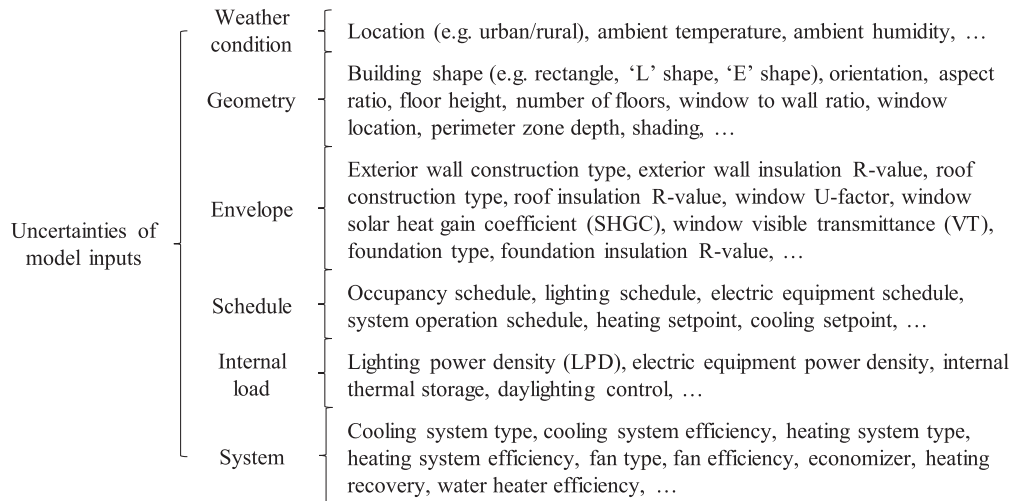 Uncertainties of
model inputs
Weather
condition
Location (e.g. urban/rural), ambient temperature, ambient humidity, …
Geometry
Building shape (e.g. rectangle, ‘L’ shape, ‘E’ shape), orientation, aspect
ratio, floor height, number of floors, window to wall ratio, window
location, perimeter zone depth, shading, …
Envelope
Exterior wall construction type, exterior wall insulation R-value, roof
construction type, roof insulation R-value, window U-factor, window
solar heat gain coefficient (SHGC), window visible transmittance (VT),
foundation type, foundation insulation R-value, …
Schedule
Occupancy schedule, lighting schedule, electric equipment schedule,
system operation schedule, heating setpoint, cooling setpoint, …
Internal
load
Lighting power density (LPD), electric equipment power density, internal
thermal storage, daylighting control, …
System
Cooling system type, cooling system efficiency, heating system type,
heating system efficiency, fan type, fan efficiency, economizer, heating
recovery, water heater efficiency, …